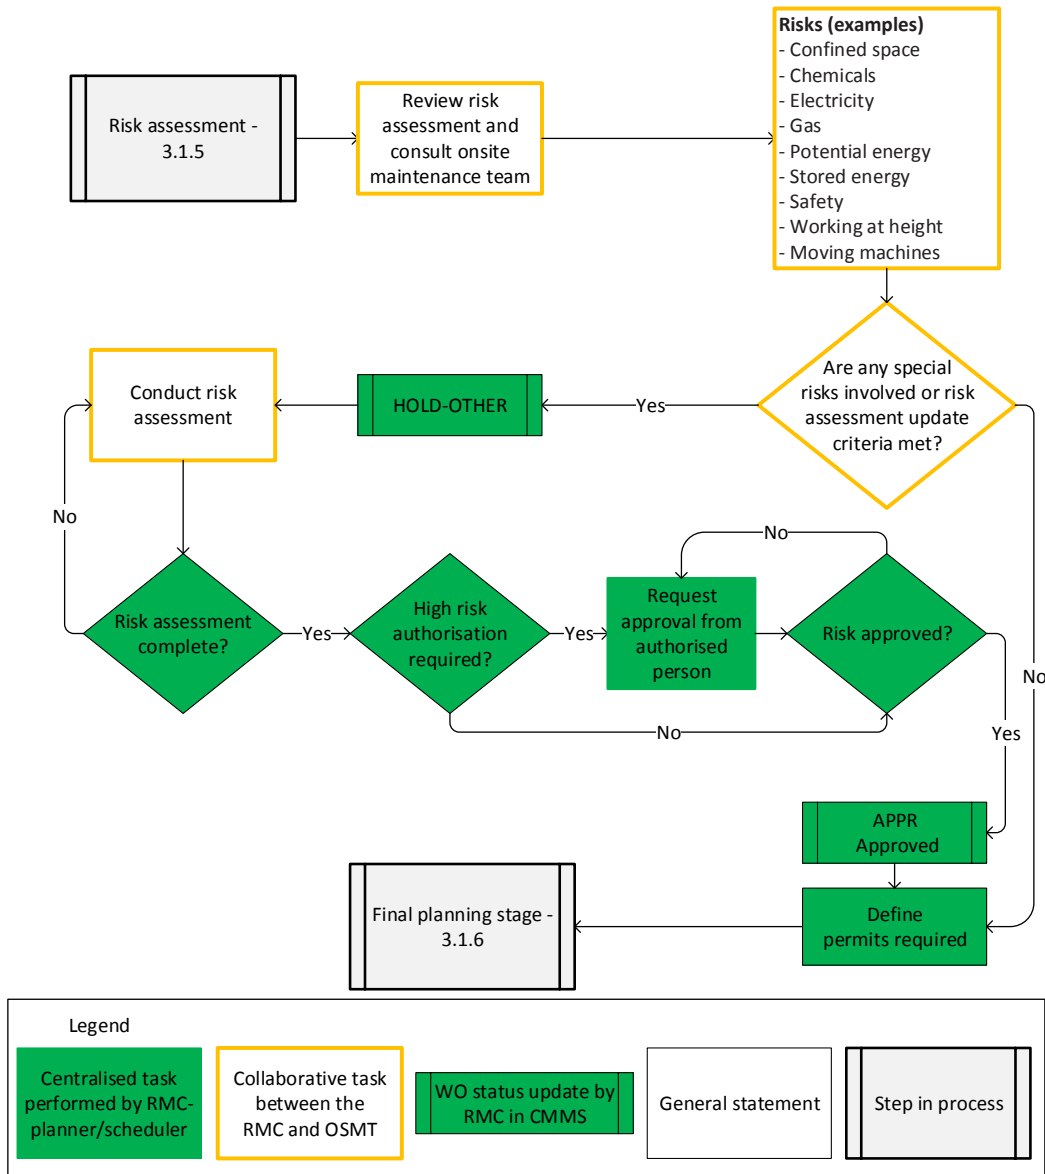 Risks (examples)
- Confined space
- Chemicals
- Electricity
- Gas
- Potential energy
- Stored energy
- Safety
- Working at height
- Moving machines
Risk assessment -
3.1.5
Review risk
assessment and
consult onsite
maintenance team
Are any special
risks involved or risk
assessment update
criteria met?
Yes
HOLD-OTHER
Conduct risk
assessment
No
Risk assessment
complete?
Yes
High risk
authorisation
required?
Yes
Request
approval from
authorised
person
No
Risk approved?
No
No
Yes
APPR
Approved
Define
permits required
Final planning stage -
3.1.6
Legend
Centralised task
performed by RMC-
planner/scheduler
Collaborative task
between the
RMC and OSMT
WO status update by
RMC in CMMS
General statement
Step in process